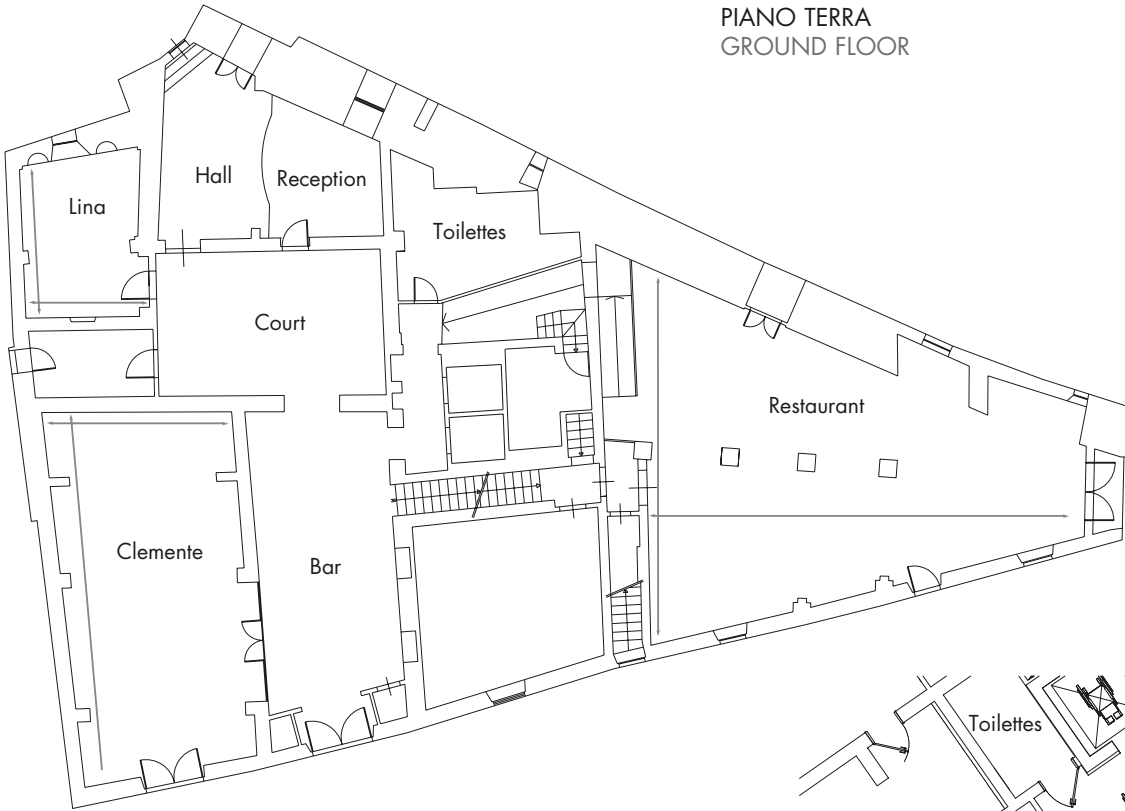 PIANO TERRA
GROUND FLOOR
Hall
Reception
Lina
Toilettes
Court
Restaurant
Clemente
Bar
Toilettes